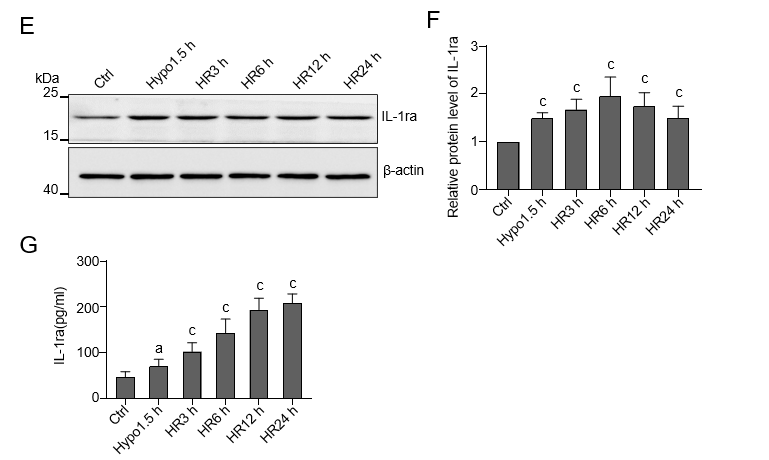 E
kDa
Ctrl
Hypo1.5 h
HR3 h
HR6 h
HR12 h
HR24 h
25
15
IL-1ra
40
β-actin
F
Relative protein level of IL-1ra
3
2
1
0
c
c
c
c
c
Ctrl
Hypo1.5 h
HR3 h
HR6 h
HR12 h
HR24 h
G
IL-1ra(pg/ml)
300
200
100
0
a
c
c
c
c
Ctrl
Hypo1.5 h
HR3 h
HR6 h
HR12 h
HR24 h